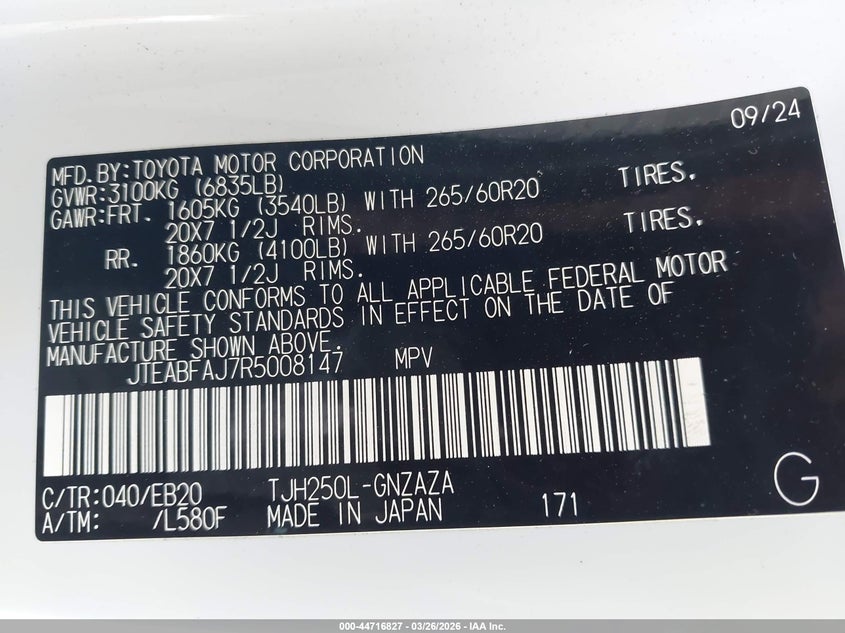 09/24
MFD.BY:TOYOTA MOTOR CORPORATION
GVWR:3100KG (6835LB)
GAWR:FRT. 1605KG (3540LB) WITH 265/60R20 TIRES.
20X7 1/2J RIMS.
RR. 1860KG (4100LB) WITH 265/60R20 TIRES.
20X7 1/2J RIMS.
THIS VEHICLE CONFORMS TO ALL APPLICABLE FEDERAL MOTOR
VEHICLE SAFETY STANDARDS IN EFFECT ON THE DATE OF
MANUFACTURE SHOWN ABOVE.
JTEABFAJ7R5008147 MPV
C/TR:040/EB20 TJH250L-GNZAZA
A/TM: /L580F MADE IN JAPAN 171
G
000-44716827 - 03/26/2026 - IAA Inc.